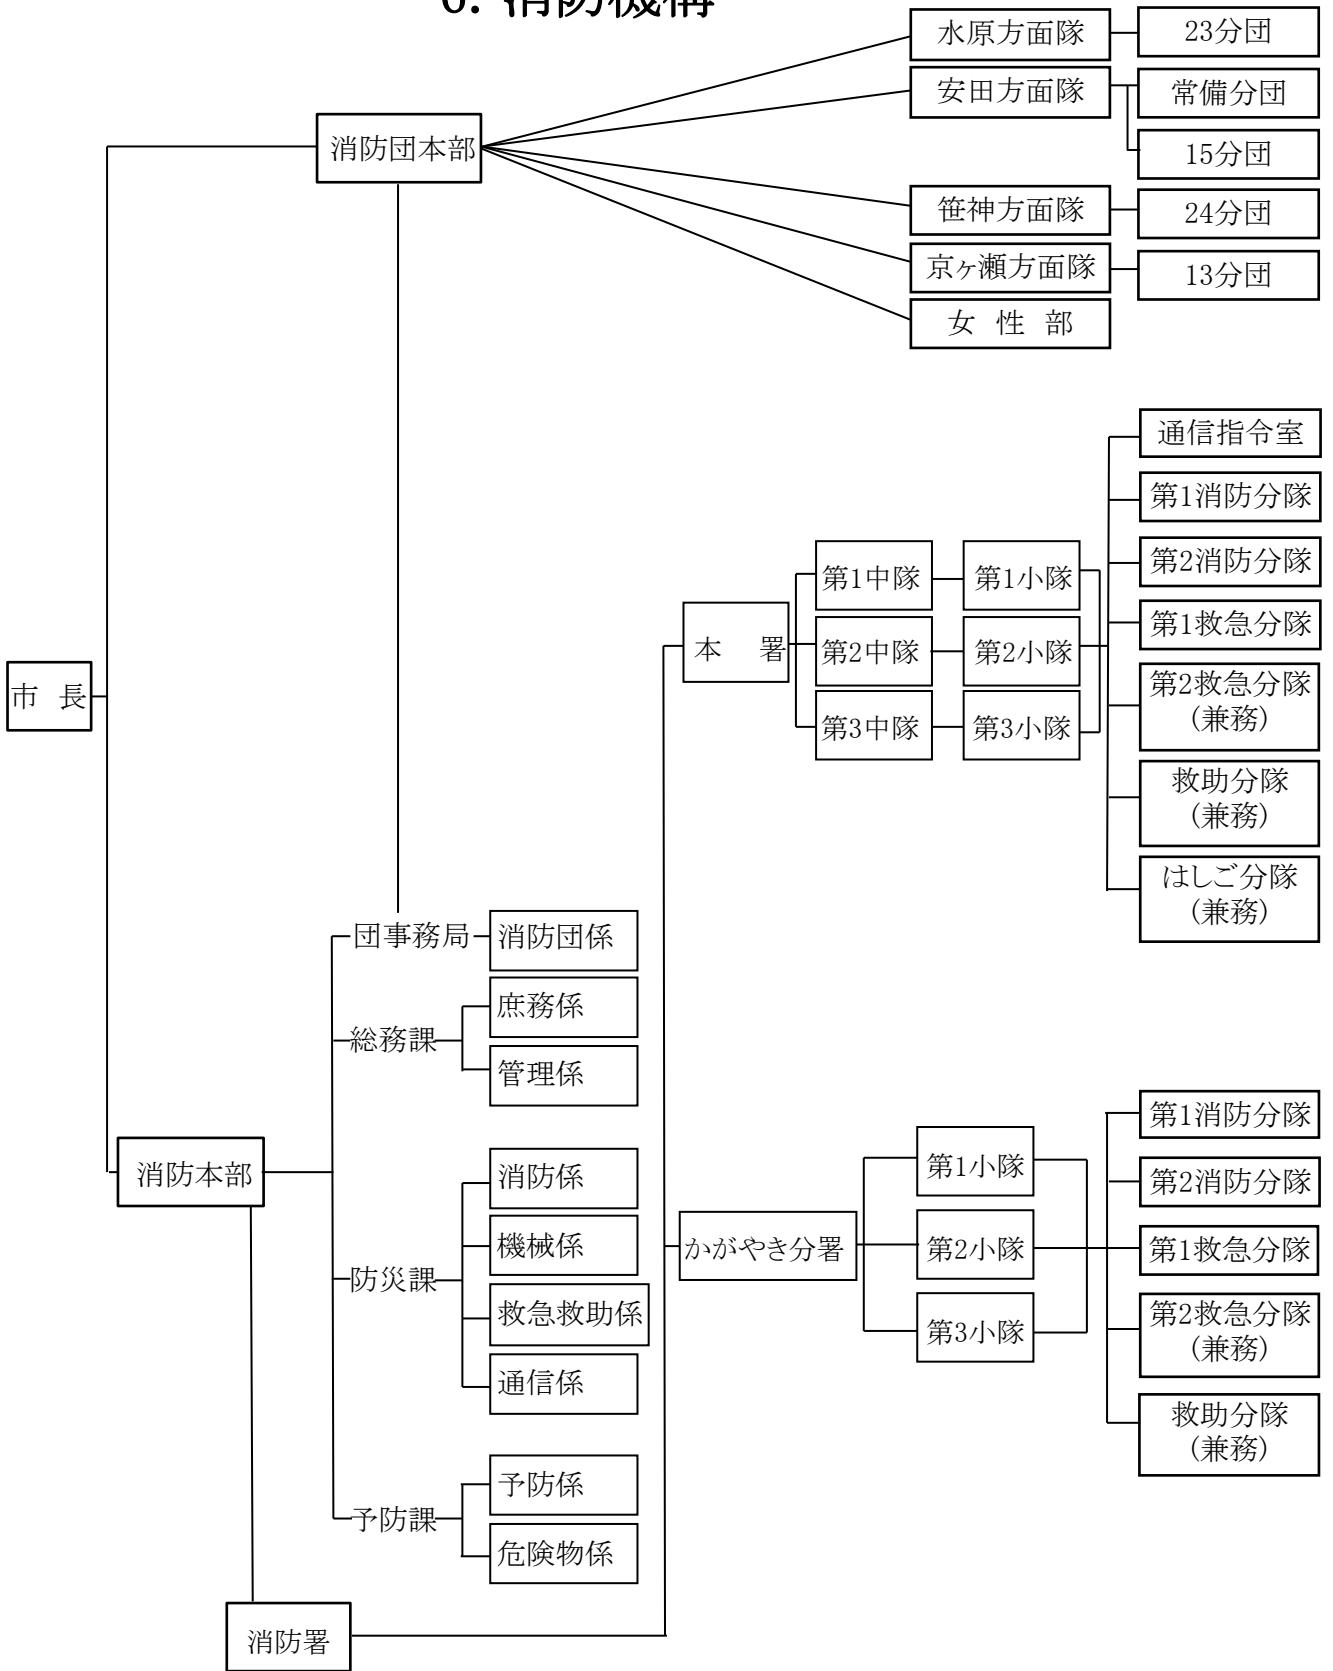 6. 消防機構
水原方面隊
23分団
安田方面隊
常備分団
15分団
消防団本部
笹神方面隊
24分団
京ヶ瀬方面隊
13分団
女 性 部
市 長
本 署
第1中隊
第1小隊
第2中隊
第2小隊
第3中隊
第3小隊
通信指令室
第1消防分隊
第2消防分隊
第1救急分隊
第2救急分隊
(兼務)
救助分隊
(兼務)
はしご分隊
(兼務)
団事務局
消防団係
総務課
庶務係
管理係
消防本部
防災課
消防係
機械係
救急救助係
通信係
予防課
予防係
危険物係
消防署
かがやき分署
第1小隊
第2小隊
第3小隊
第1消防分隊
第2消防分隊
第1救急分隊
第2救急分隊
(兼務)
救助分隊
(兼務)